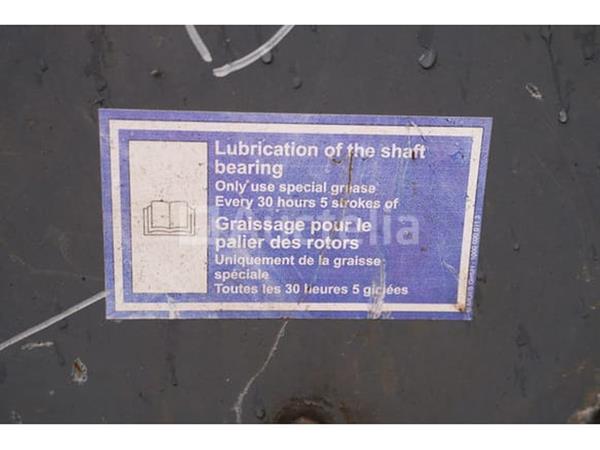 Lubrication of the shaft
bearing
Only use special grease
Every 30 hours 5 strokes of
Graissage pour le
palier des rotors
Uniquement de la graisse
spéciale
Toutes les 30 heures 5 giclées